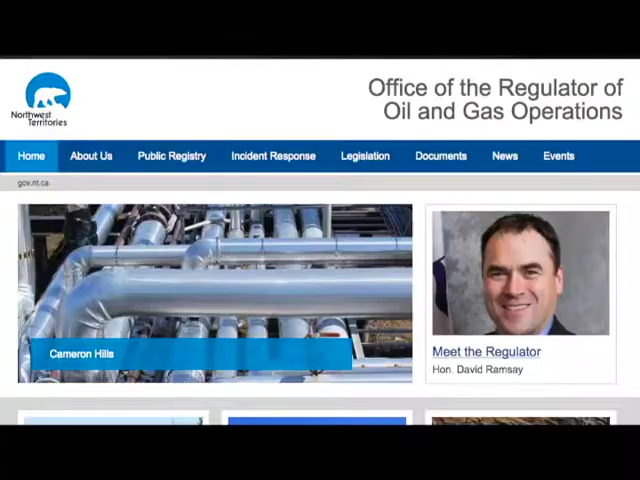 Northwest
Territories
Office of the Regulator of
Oil and Gas Operations
Home About Us Public Registry Incident Response Legislation Documents News Events
gov.nt.ca
Cameron Hills
Meet the Regulator
Hon. David Ramsay